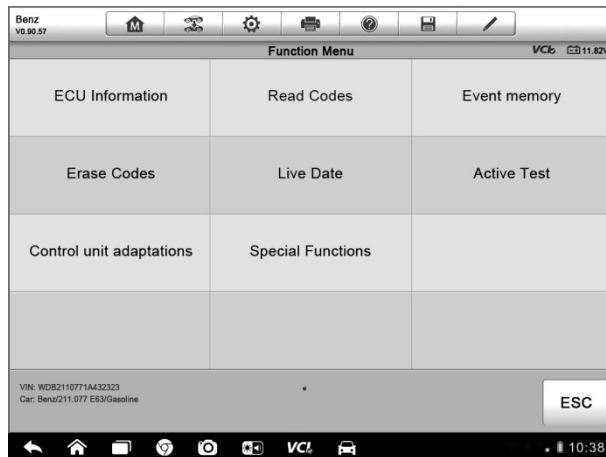 Benz
V0.90.57
M
Function Menu
VCI 11.82V
ECU Information
Read Codes
Event memory
Erase Codes
Live Date
Active Test
Control unit adaptations
Special Functions
VIN: WDB2110771A432323
Car: Benz/211.077 E63/Gasoline
ESC
VCI
10:38